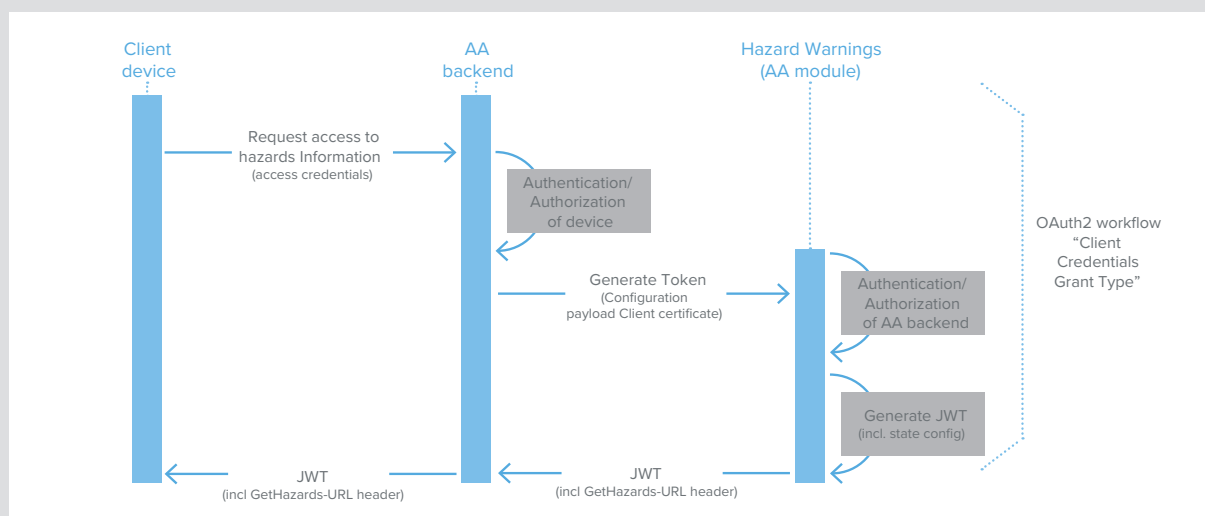 Client
device
AA
backend
Hazard Warnings
(AA module)
Request access to
hazards Information
(access credentials)
Authentication/
Authorization
of device
OAuth2 workflow
“Client
Credentials
Grant Type”
Generate Token
(Configuration
payload Client certificate)
Authentication/
Authorization
of AA backend
Generate JWT
(incl. state config)
JWT
(incl GetHazards-URL header)
JWT
(incl GetHazards-URL header)